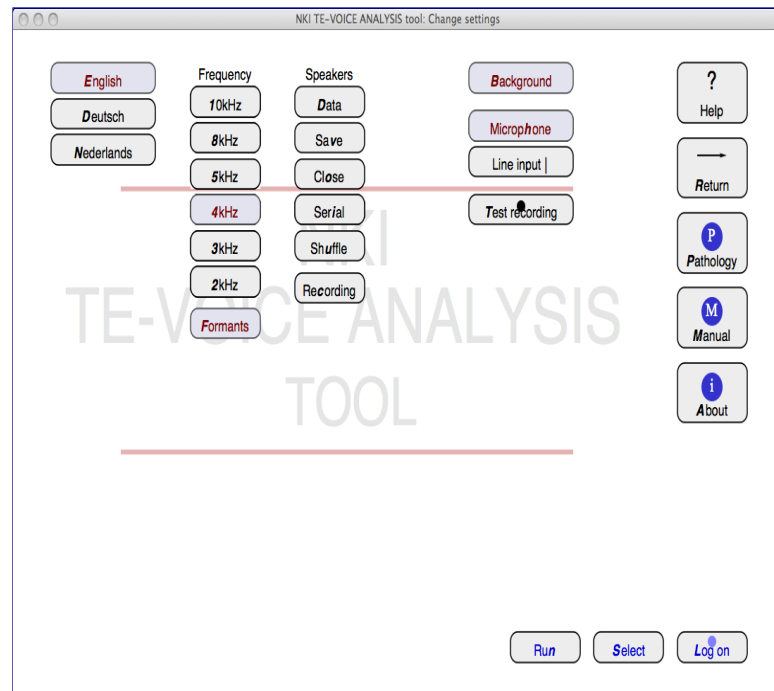 NKI TE-VOICE ANALYSIS tool: Change settings
English
Deutsch
Nederlands
Frequency
10kHz
8kHz
5kHz
4kHz
3kHz
2kHz
Formants
Speakers
Data
Save
Close
Serial
Shuffle
Recording
Background
Microphone
Line input |
Test recording
?
Help
Return
P
Pathology
M
Manual
i
About
NKI
TE-VOICE ANALYSIS
TOOL
Run
Select
Log on